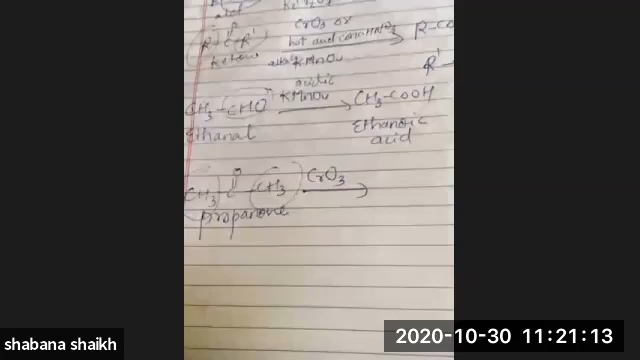 CrO3 or
R-C-R'
hot and conc. HNO3
R-CO
ketone
KMnO4
R'
acidic
CH3-CHO
KMnO4
CH3-COOH
Ethanal
Ethanoic
acid
O
CH3 C CH3
CrO3
propanone
shabana shaikh
2020-10-30 11:21:13